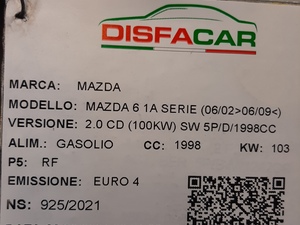 DISFACAR
MARCA: MAZDA
MODELLO: MAZDA 6 1A SERIE (06/02>06/09<)
VERSIONE: 2.0 CD (100KW) SW 5P/D/1998CC
ALIM.: GASOLIO CC: 1998 KW: 103
P5: RF
EMISSIONE: EURO 4
NS: 925/2021